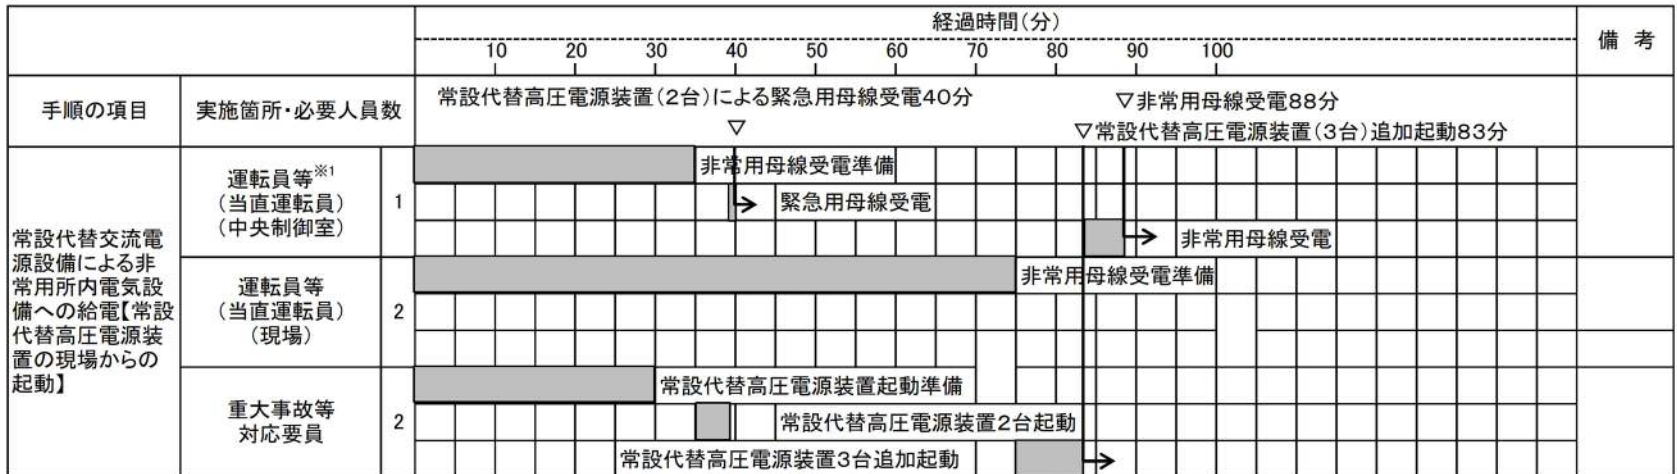 経過時間(分)
備 考
10 20 30 40 50 60 70 80 90 100
手順の項目
実施箇所・必要人員数
常設代替高圧電源装置(2台)による緊急用母線受電40分
▽
▽非常用母線受電88分
▽常設代替高圧電源装置(3台)追加起動83分
常設代替交流電
源設備による非
常用所内電気設
備への給電【常設
代替高圧電源装
置の現場からの
起動】
運転員等※1
(当直運転員)
(中央制御室)
1
非常用母線受電準備
緊急用母線受電
非常用母線受電
運転員等
(当直運転員)
(現場)
2
非常用母線受電準備
重大事故等
対応要員
2
常設代替高圧電源装置起動準備
常設代替高圧電源装置2台起動
常設代替高圧電源装置3台追加起動